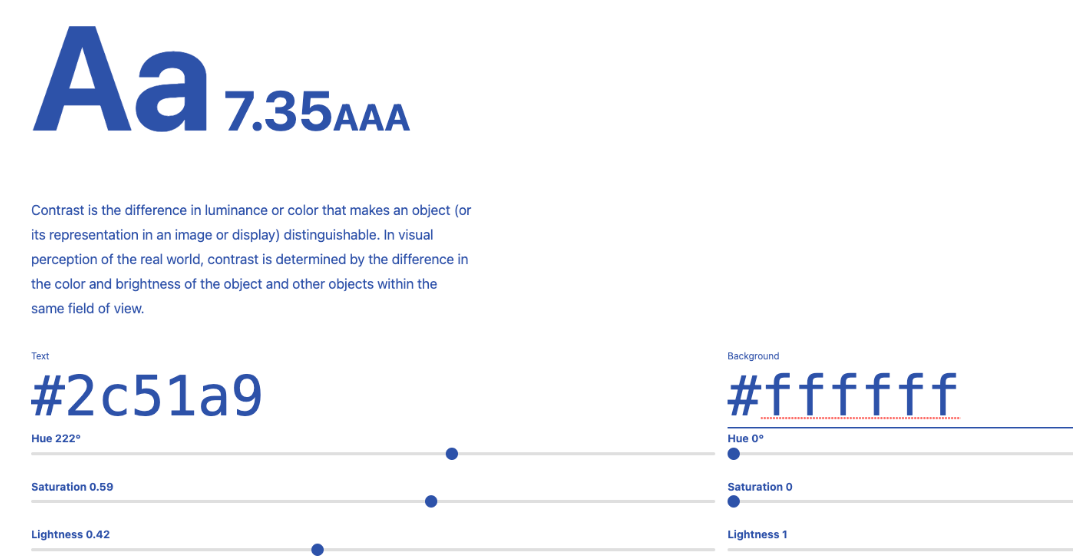 Aa 7.35AAA
Contrast is the difference in luminance or color that makes an object (or
its representation in an image or display) distinguishable. In visual
perception of the real world, contrast is determined by the difference in
the color and brightness of the object and other objects within the
same field of view.
Text
#2c51a9
Hue 222°
Saturation 0.59
Lightness 0.42
Background
#ffffff
Hue 0°
Saturation 0
Lightness 1